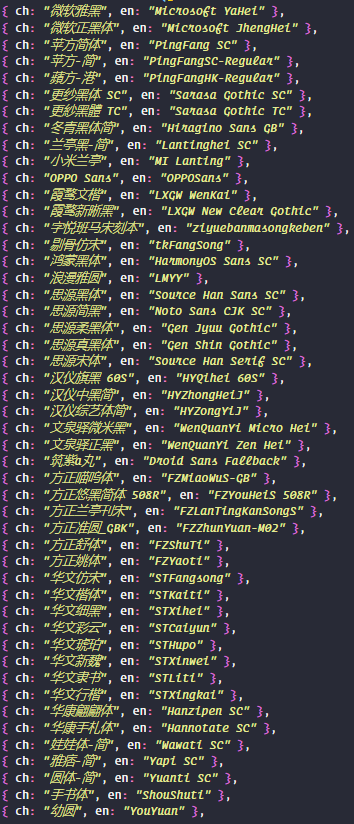 { ch: "微软雅黑", en: "Microsoft YaHei" },
{ ch: "微软正黑体", en: "Microsoft JhengHei" },
{ ch: "苹方简体", en: "PingFang SC" },
{ ch: "苹方-简", en: "PingFangSC-Regular" },
{ ch: "蘋方-港", en: "PingFangHK-Regular" },
{ ch: "更纱黑体 SC", en: "Sarasa Gothic SC" },
{ ch: "更紗黑體 TC", en: "Sarasa Gothic TC" },
{ ch: "冬青黑体简", en: "Hiragino Sans GB" },
{ ch: "兰亭黑-简", en: "Lantinghei SC" },
{ ch: "小米兰亭", en: "MI Lanting" },
{ ch: "OPPO Sans", en: "OPPOSans" },
{ ch: "霞鹜文楷", en: "LXGW WenKai" },
{ ch: "霞鹜新晰黑", en: "LXGW New Clear Gothic" },
{ ch: "字悦班马宋刻体", en: "ziyuebanmasongkeben" },
{ ch: "剔骨仿宋", en: "tkFangSong" },
{ ch: "鸿蒙黑体", en: "HarmonyOS Sans SC" },
{ ch: "浪漫雅圆", en: "LMYY" },
{ ch: "思源黑体", en: "Source Han Sans SC" },
{ ch: "思源简黑", en: "Noto Sans CJK SC" },
{ ch: "思源柔黑体", en: "Gen Jyuu Gothic" },
{ ch: "思源真黑体", en: "Gen Shin Gothic" },
{ ch: "思源宋体", en: "Source Han Serif SC" },
{ ch: "汉仪旗黑 60S", en: "HYQihei 60S" },
{ ch: "汉仪中黑简", en: "HYZhongHeiJ" },
{ ch: "汉仪综艺体简", en: "HYZongYiJ" },
{ ch: "文泉驿微米黑", en: "WenQuanYi Micro Hei" },
{ ch: "文泉驿正黑", en: "WenQuanYi Zen Hei" },
{ ch: "筑紫a丸", en: "Droid Sans Fallback" },
{ ch: "方正喵呜体", en: "FZMiaoWuS-GB" },
{ ch: "方正悠黑简体 508R", en: "FZYouHeiS 508R" },
{ ch: "方正兰亭刊宋", en: "FZLanTingKanSongS" },
{ ch: "方正准圆_GBK", en: "FZZhunYuan-M02" },
{ ch: "方正舒体", en: "FZShuTi" },
{ ch: "方正姚体", en: "FZYaoti" },
{ ch: "华文仿宋", en: "STFangsong" },
{ ch: "华文楷体", en: "STKaiti" },
{ ch: "华文细黑", en: "STXihei" },
{ ch: "华文彩云", en: "STCaiyun" },
{ ch: "华文琥珀", en: "STHupo" },
{ ch: "华文新魏", en: "STXinwei" },
{ ch: "华文隶书", en: "STLiti" },
{ ch: "华文行楷", en: "STXingkai" },
{ ch: "华康翩翩体", en: "Hanzipen SC" },
{ ch: "华康手札体", en: "Hannotate SC" },
{ ch: "娃娃体-简", en: "Wawati SC" },
{ ch: "雅痞-简", en: "Yapi SC" },
{ ch: "圆体-简", en: "Yuanti SC" },
{ ch: "手书体", en: "ShouShuti" },
{ ch: "幼圆", en: "YouYuan" },